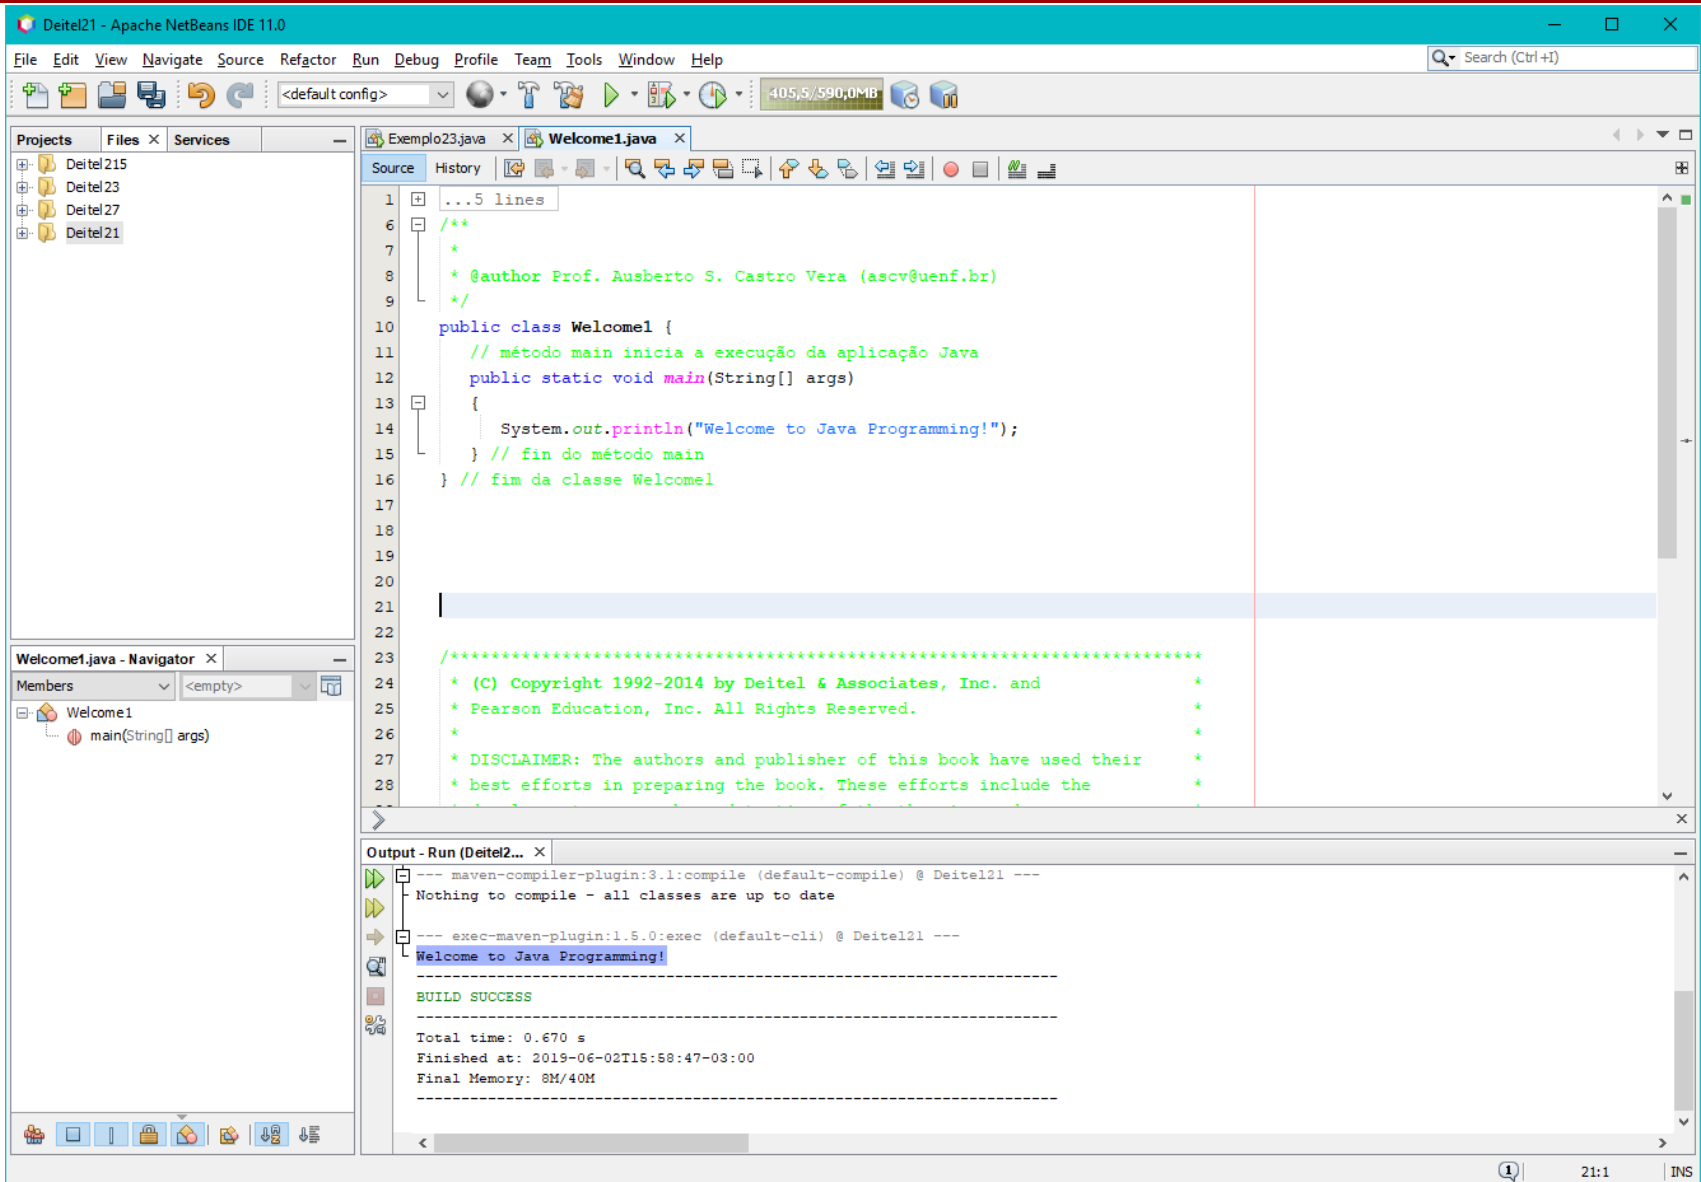 Deitel21 - Apache NetBeans IDE 11.0
File Edit View Navigate Source Refactor Run Debug Profile Team Tools Window Help
Search (Ctrl+I)
<default config>
405,5/590,0MB
Projects Files Services
Deitel215
Deitel23
Deitel27
Deitel21
Welcome1.java - Navigator
Members <empty>
Welcome1
main(String[] args)
Exemplo23.java Welcome1.java
Source History
1 ...5 lines
6 /**
7 *
8 * @author Prof. Ausberto S. Castro Vera (ascv@uenf.br)
9 */
10 public class Welcome1 {
11 // método main inicia a execução da aplicação Java
12 public static void main(String[] args)
13 {
14 System.out.println("Welcome to Java Programming!");
15 } // fin do método main
16 } // fim da classe Welcome1
17
18
19
20
21
22
23 /**************************************************************************
24 * (C) Copyright 1992-2014 by Deitel & Associates, Inc. and *
25 * Pearson Education, Inc. All Rights Reserved. *
26 * *
27 * DISCLAIMER: The authors and publisher of this book have used their *
28 * best efforts in preparing the book. These efforts include the *
Output - Run (Deitel2...
--- maven-compiler-plugin:3.1:compile (default-compile) @ Deitel21 ---
Nothing to compile - all classes are up to date
--- exec-maven-plugin:1.5.0:exec (default-cli) @ Deitel21 ---
Welcome to Java Programming!
------------------------------------------------------------------------
BUILD SUCCESS
------------------------------------------------------------------------
Total time: 0.670 s
Finished at: 2019-06-02T15:58:47-03:00
Final Memory: 8M/40M
------------------------------------------------------------------------
1 21:1 INS